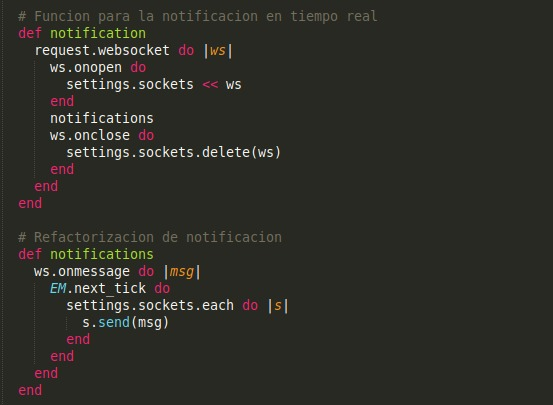 # Funcion para la notificacion en tiempo real
def notification
  request.websocket do |ws|
    ws.onopen do
      settings.sockets << ws
    end
    notifications
    ws.onclose do
      settings.sockets.delete(ws)
    end
  end
end

# Refactorizacion de notificacion
def notifications
  ws.onmessage do |msg|
    EM.next_tick do
      settings.sockets.each do |s|
        s.send(msg)
      end
    end
  end
end